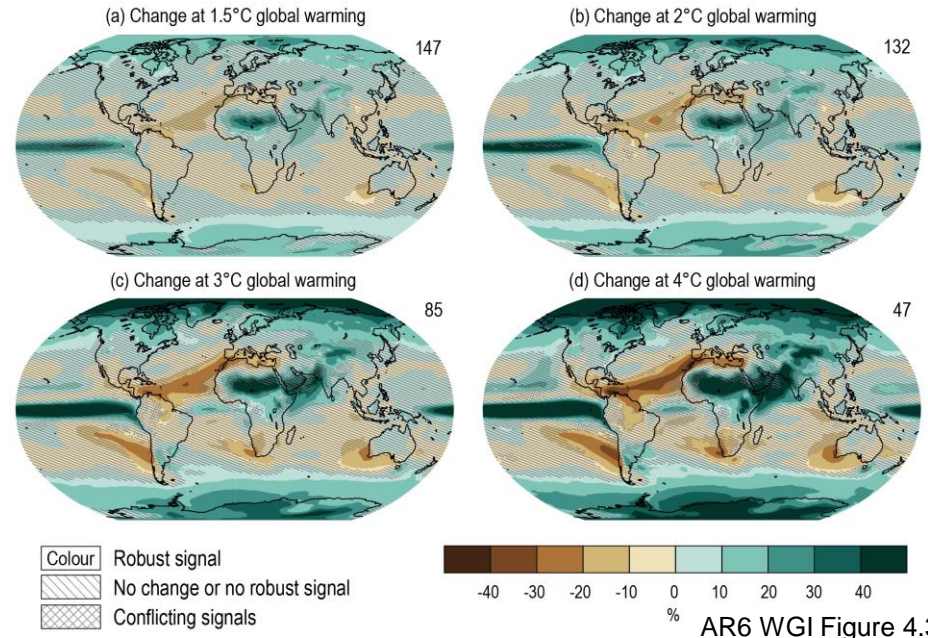 (a) Change at 1.5°C global warming
147
(b) Change at 2°C global warming
132
(c) Change at 3°C global warming
85
(d) Change at 4°C global warming
47
Colour Robust signal
No change or no robust signal
Conflicting signals
-40 -30 -20 -10 0 10 20 30 40
%
AR6 WGI Figure 4.3